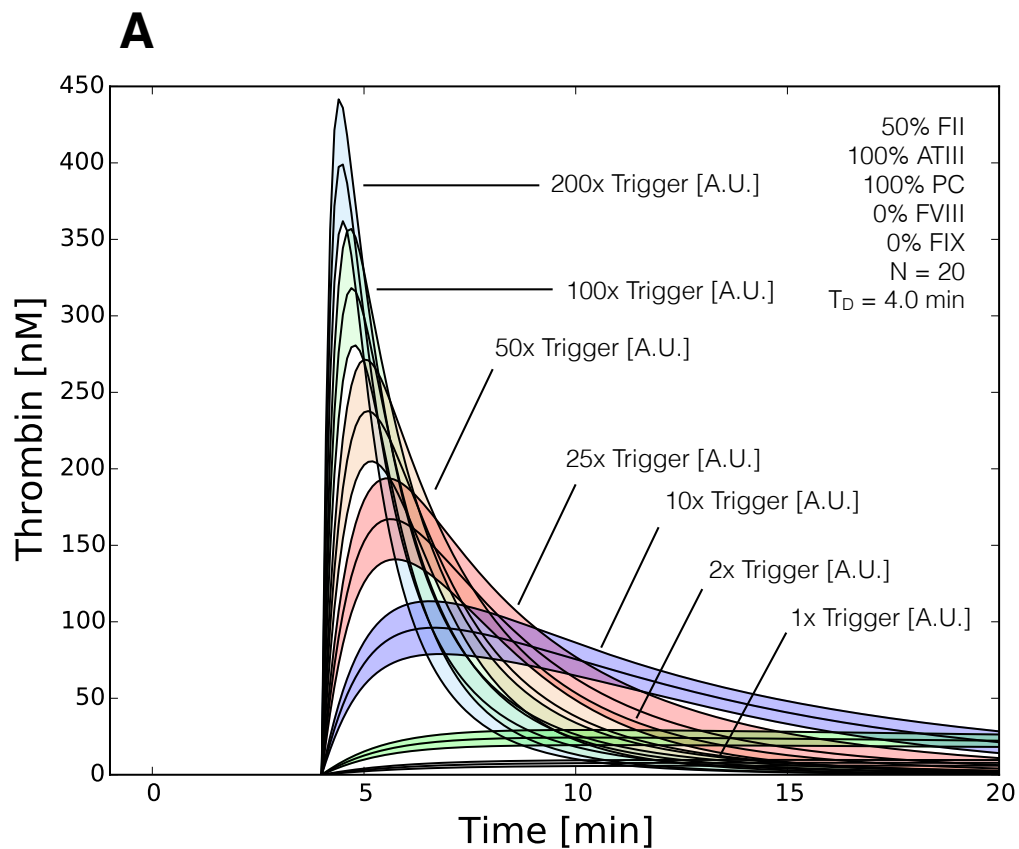 A
Thrombin [nM]
450
400
350
300
250
200
150
100
50
0
50% FII
100% ATIII
100% PC
0% FVIII
0% FIX
N = 20
T_D = 4.0 min
200x Trigger [A.U.]
100x Trigger [A.U.]
50x Trigger [A.U.]
25x Trigger [A.U.]
10x Trigger [A.U.]
2x Trigger [A.U.]
1x Trigger [A.U.]
0 5 10 15 20
Time [min]